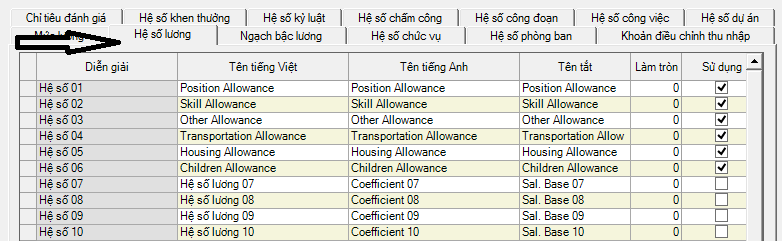 Chỉ tiêu đánh giá Hệ số khen thưởng Hệ số kỷ luật Hệ số chấm công Hệ số công đoạn Hệ số công việc Hệ số dự án
Hệ số lương Ngạch bậc lương Hệ số chức vụ Hệ số phòng ban Khoản điều chỉnh thu nhập
Diễn giải Tên tiếng Việt Tên tiếng Anh Tên tắt Làm tròn Sử dụng
Hệ số 01 Position Allowance Position Allowance Position Allowance 0
Hệ số 02 Skill Allowance Skill Allowance Skill Allowance 0
Hệ số 03 Other Allowance Other Allowance Other Allowance 0
Hệ số 04 Transportation Allowance Transportation Allowance Transportation Allow 0
Hệ số 05 Housing Allowance Housing Allowance Housing Allowance 0
Hệ số 06 Children Allowance Children Allowance Children Allowance 0
Hệ số 07 Hệ số lương 07 Coefficient 07 Sal. Base 07 0
Hệ số 08 Hệ số lương 08 Coefficient 08 Sal. Base 08 0
Hệ số 09 Hệ số lương 09 Coefficient 09 Sal. Base 09 0
Hệ số 10 Hệ số lương 10 Coefficient 10 Sal. Base 10 0